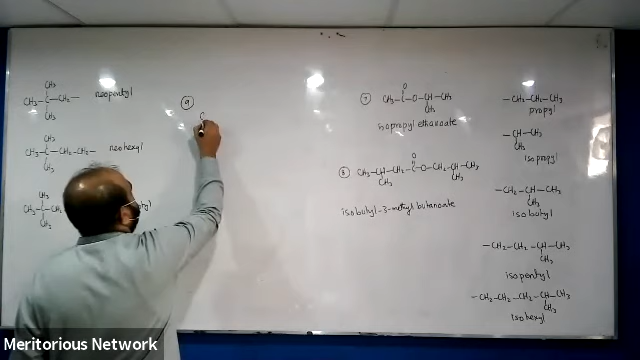 CH₃
CH₃—C—CH₂— neopentyl
CH₃
CH₃
CH₃—C—CH₂—CH₂— neohexyl
CH₃
CH₃
CH₃—C—CH₂
CH₃
9
C
7
O
CH₃—C—O—CH—CH₃
CH₃
isopropyl ethanoate
8
O
CH₃—CH—CH₂—C—O—CH₂—CH—CH₃
CH₃ CH₃
isobutyl-3-methyl butanoate
—CH₂—CH₂—CH₃
propyl
—CH—CH₃
CH₃
isopropyl
—CH₂—CH—CH₃
CH₃
isobutyl
—CH₂—CH₂—CH—CH₃
CH₃
isopentyl
—CH₂—CH₂—CH₂—CH—CH₃
CH₃
isohexyl
Meritorious Network